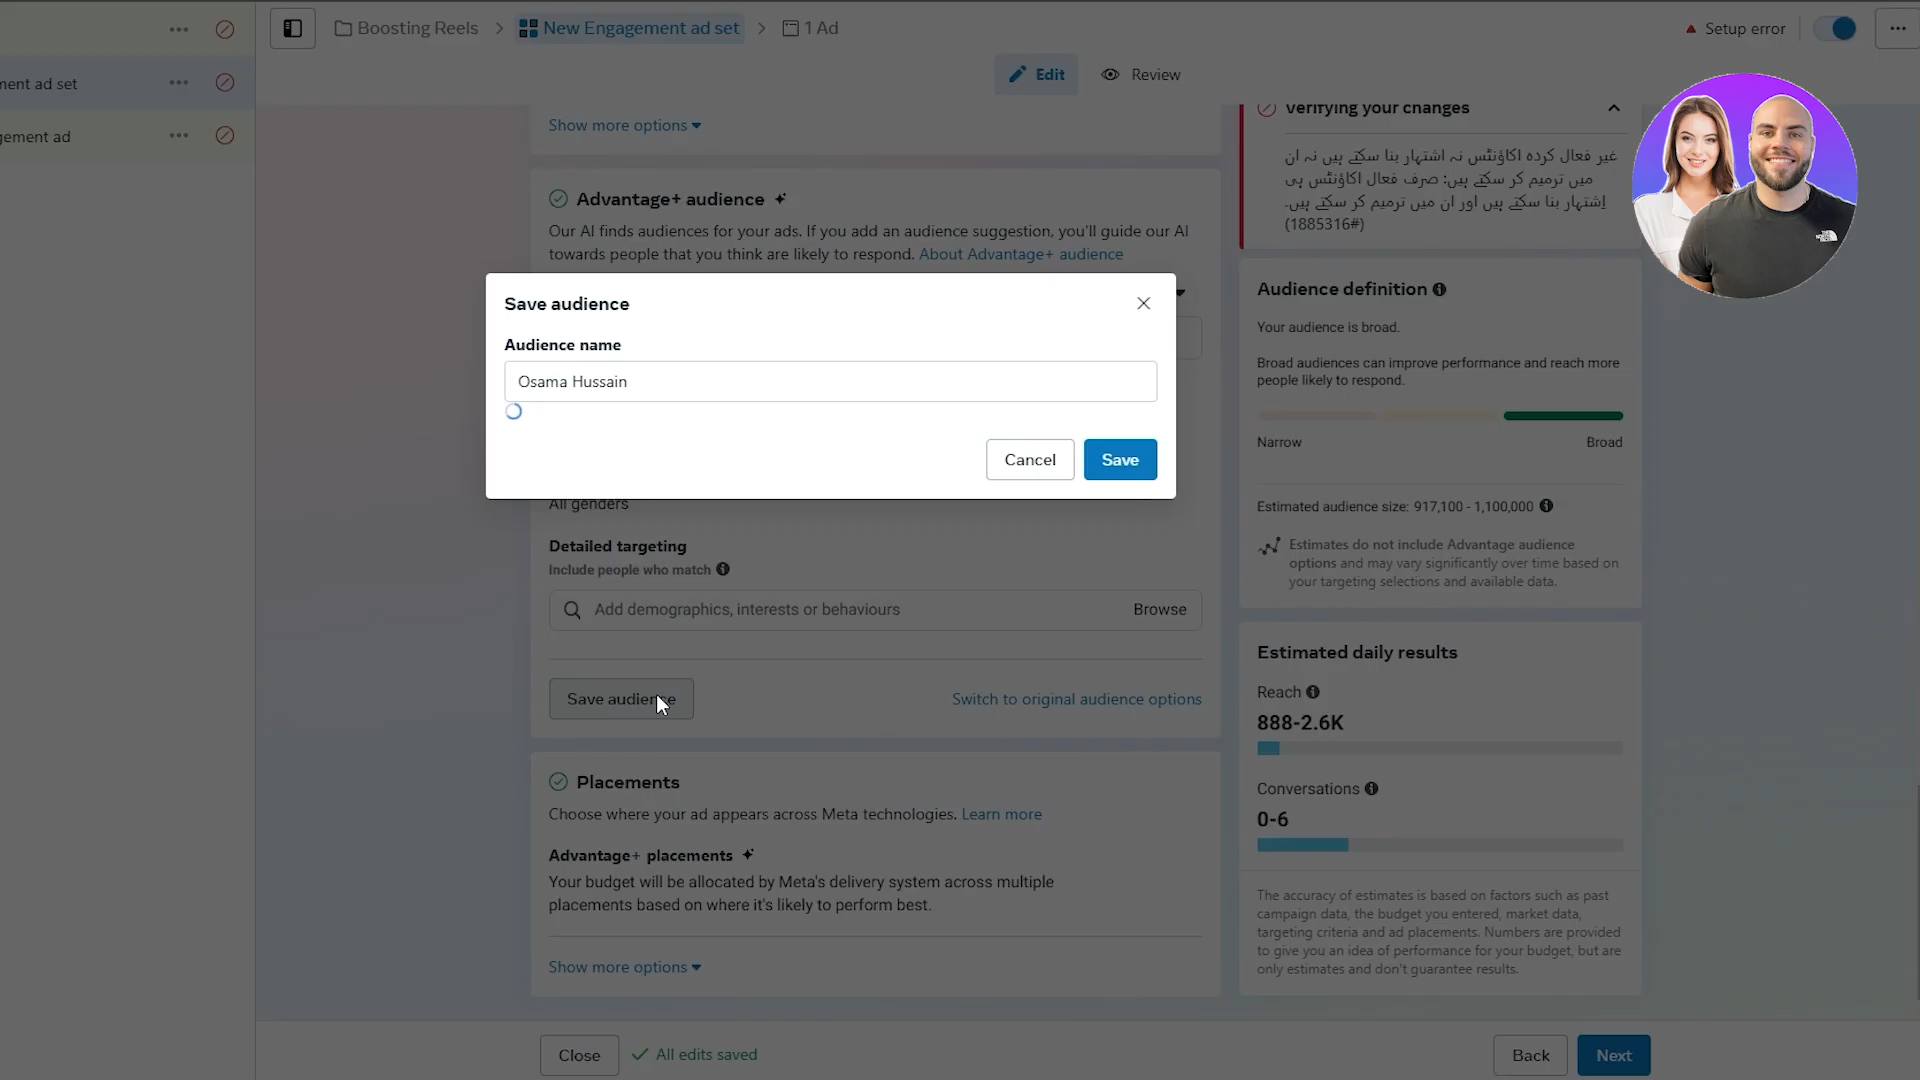 Boosting Reels
New Engagement ad set
1 Ad
Setup error
ment ad set
gement ad
Edit
Review
Show more options
Verifying your changes
غیر فعال کردہ اکاؤنٹس نہ اشتہار بنا سکتے ہیں نہ ان
میں ترمیم کر سکتے ہیں: صرف فعال اکاؤنٹس ہی
اِشتہار بنا سکتے ہیں اور ان میں ترمیم کر سکتے ہیں.
(#1885316)
Advantage+ audience
Our AI finds audiences for your ads. If you add an audience suggestion, you'll guide our AI
towards people that you think are likely to respond. About Advantage+ audience
Save audience
Audience name
Osama Hussain
Cancel
Save
All genders
Detailed targeting
Include people who match
Add demographics, interests or behaviours
Browse
Save audience
Switch to original audience options
Placements
Choose where your ad appears across Meta technologies. Learn more
Advantage+ placements
Your budget will be allocated by Meta's delivery system across multiple
placements based on where it's likely to perform best.
Show more options
Audience definition
Your audience is broad.
Broad audiences can improve performance and reach more
people likely to respond.
Narrow
Broad
Estimated audience size: 917,100 - 1,100,000
Estimates do not include Advantage audience
options and may vary significantly over time based on
your targeting selections and available data.
Estimated daily results
Reach
888-2.6K
Conversations
0-6
The accuracy of estimates is based on factors such as past
campaign data, the budget you entered, market data,
targeting criteria and ad placements. Numbers are provided
to give you an idea of performance for your budget, but are
only estimates and don't guarantee results.
Close
All edits saved
Back
Next